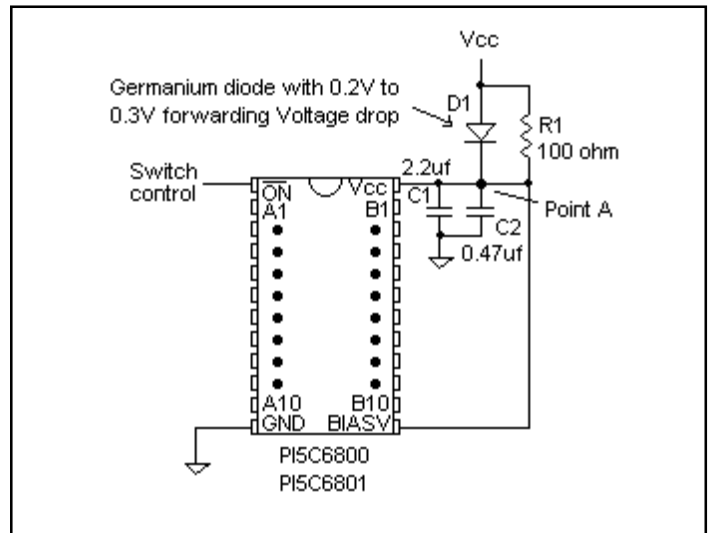 Vcc
Germanium diode with 0.2V to
0.3V forwarding Voltage drop
D1
R1
100 ohm
Switch
control
2.2uf
ON
Vcc
C1
A1
B1
Point A
C2
0.47uf
A10
B10
GND
BIASV
PI5C6800
PI5C6801